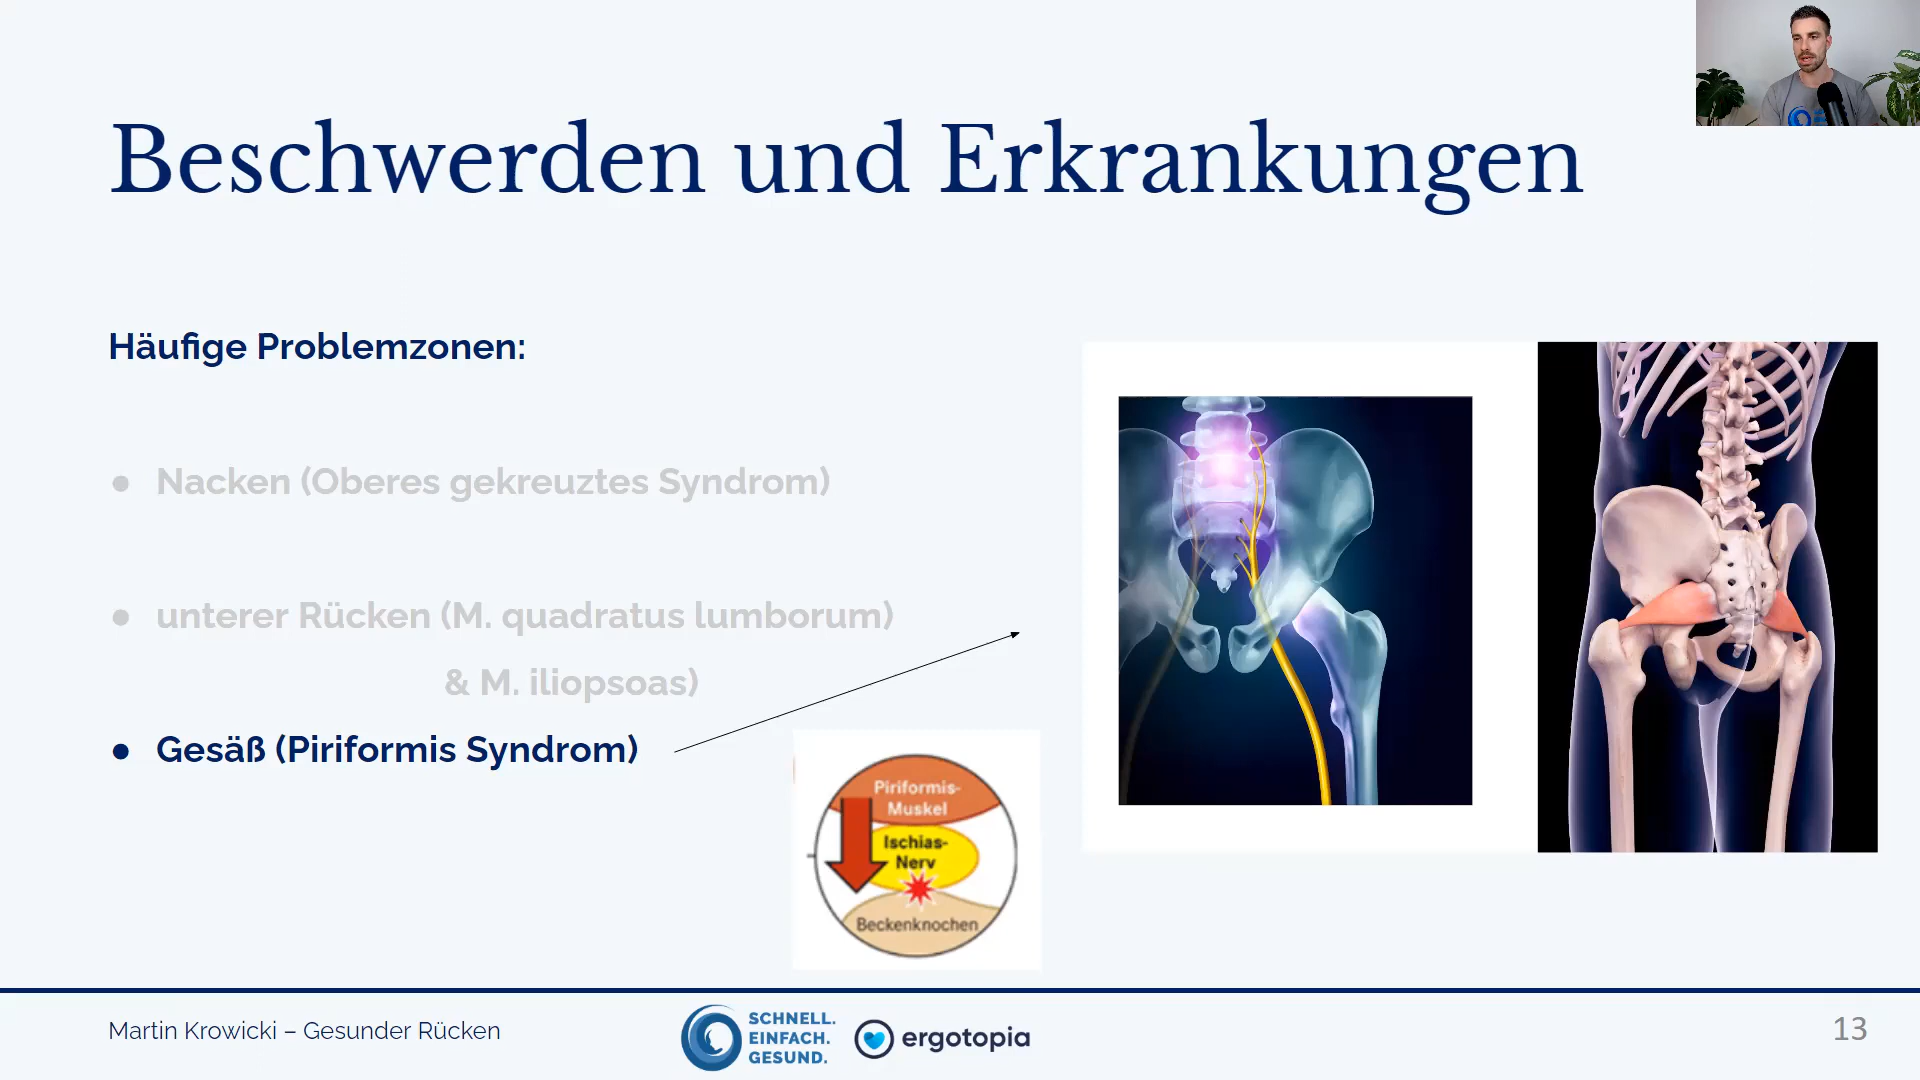 Beschwerden und Erkrankungen
Häufige Problemzonen:
Nacken (Oberes gekreuztes Syndrom)
unterer Rücken (M. quadratus lumborum)
& M. iliopsoas)
Gesäß (Piriformis Syndrom)
Piriformis-
Muskel
Ischias-
Nerv
Beckenknochen
Martin Krowicki – Gesunder Rücken
SCHNELL.
EINFACH.
GESUND.
ergotopia
13